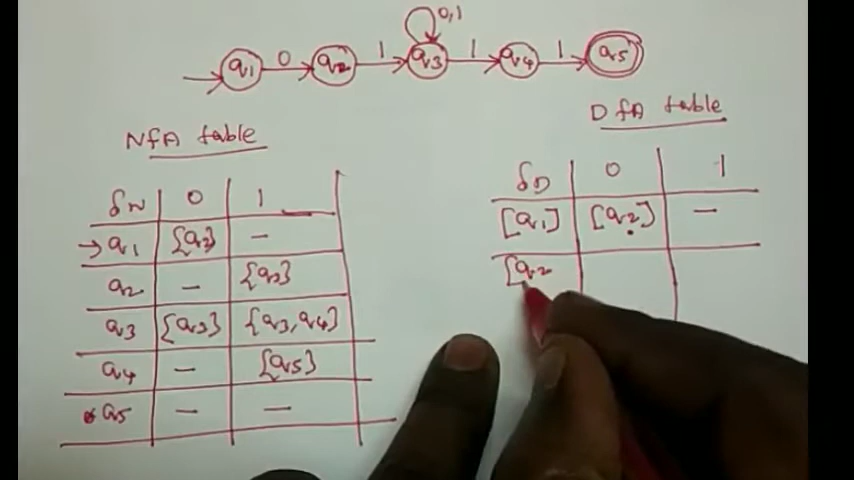 0,1
q1 0 q2 1 q3 1 q4 1 q5
NfA table
DfA table
δN 0 1
→q1 {q2} –
q2 – {q3}
q3 {q3} {q3,q4}
q4 – {q5}
*q5 – –
δD 0 1
[q1] [q2] –
[q2